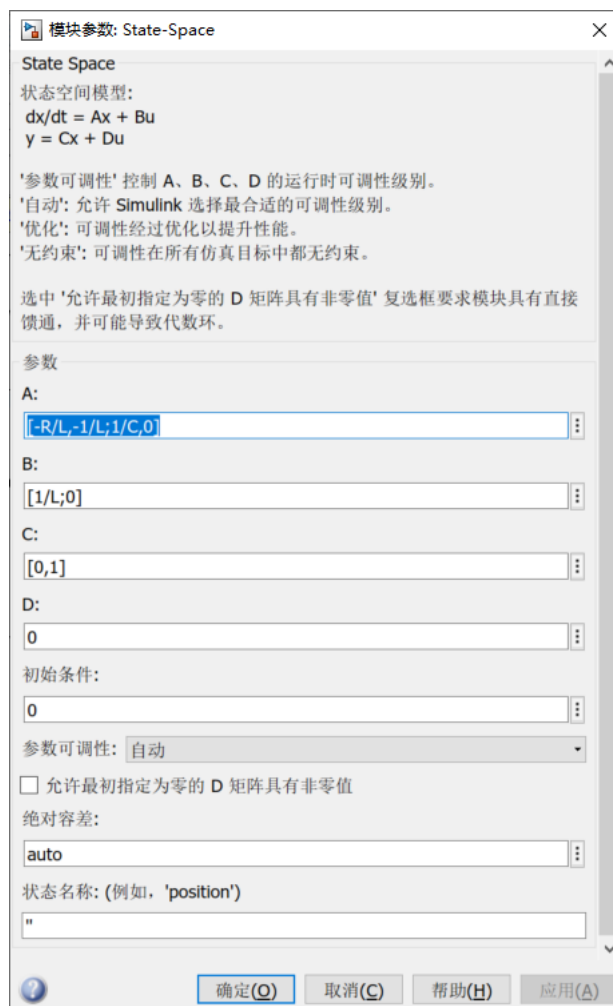 模块参数: State-Space
State Space
状态空间模型:
dx/dt = Ax + Bu
y = Cx + Du
'参数可调性' 控制 A、B、C、D 的运行时可调性级别。
'自动': 允许 Simulink 选择最合适的可调性级别。
'优化': 可调性经过优化以提升性能。
'无约束': 可调性在所有仿真目标中都无约束。
选中 '允许最初指定为零的 D 矩阵具有非零值' 复选框要求模块具有直接
馈通，并可能导致代数环。
参数
A:
[-R/L,-1/L;1/C,0]
B:
[1/L;0]
C:
[0,1]
D:
0
初始条件:
0
参数可调性: 自动
允许最初指定为零的 D 矩阵具有非零值
绝对容差:
auto
状态名称: (例如，'position')
''
确定(O) 取消(C) 帮助(H) 应用(A)